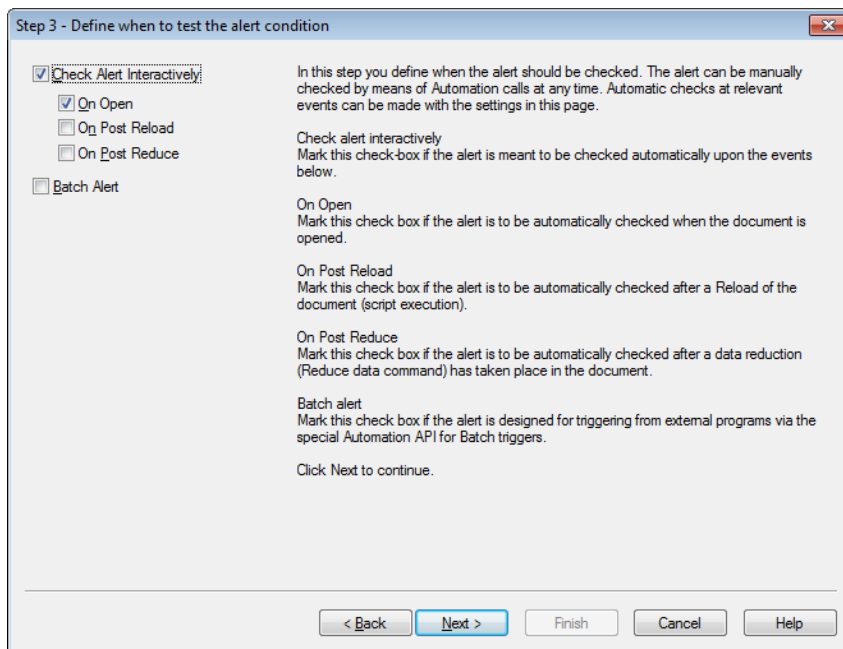 Step 3 - Define when to test the alert condition
Check Alert Interactively
On Open
On Post Reload
On Post Reduce
Batch Alert
In this step you define when the alert should be checked. The alert can be manually
checked by means of Automation calls at any time. Automatic checks at relevant
events can be made with the settings in this page.
Check alert interactively
Mark this check-box if the alert is meant to be checked automatically upon the events
below.
On Open
Mark this check box if the alert is to be automatically checked when the document is
opened.
On Post Reload
Mark this check box if the alert is to be automatically checked after a Reload of the
document (script execution).
On Post Reduce
Mark this check box if the alert is to be automatically checked after a data reduction
(Reduce data command) has taken place in the document.
Batch alert
Mark this check box if the alert is designed for triggering from external programs via the
special Automation API for Batch triggers.
Click Next to continue.
< Back
Next >
Finish
Cancel
Help